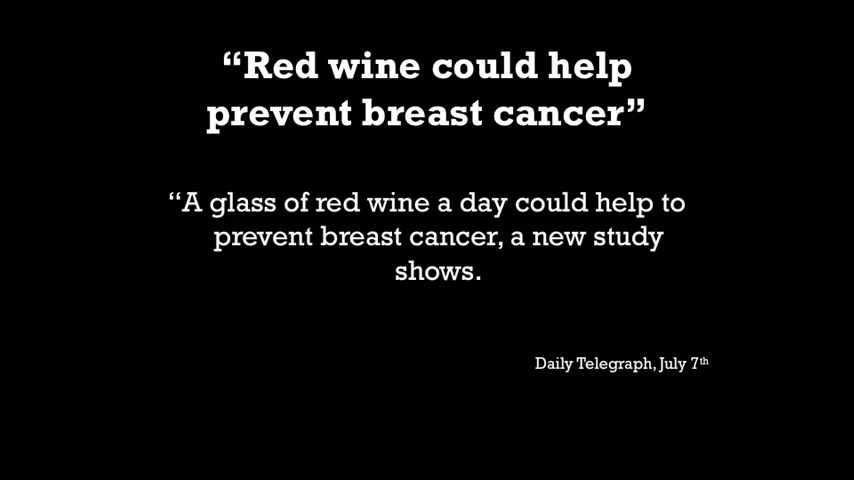 “Red wine could help
prevent breast cancer”
“A glass of red wine a day could help to
prevent breast cancer, a new study
shows.
Daily Telegraph, July 7th